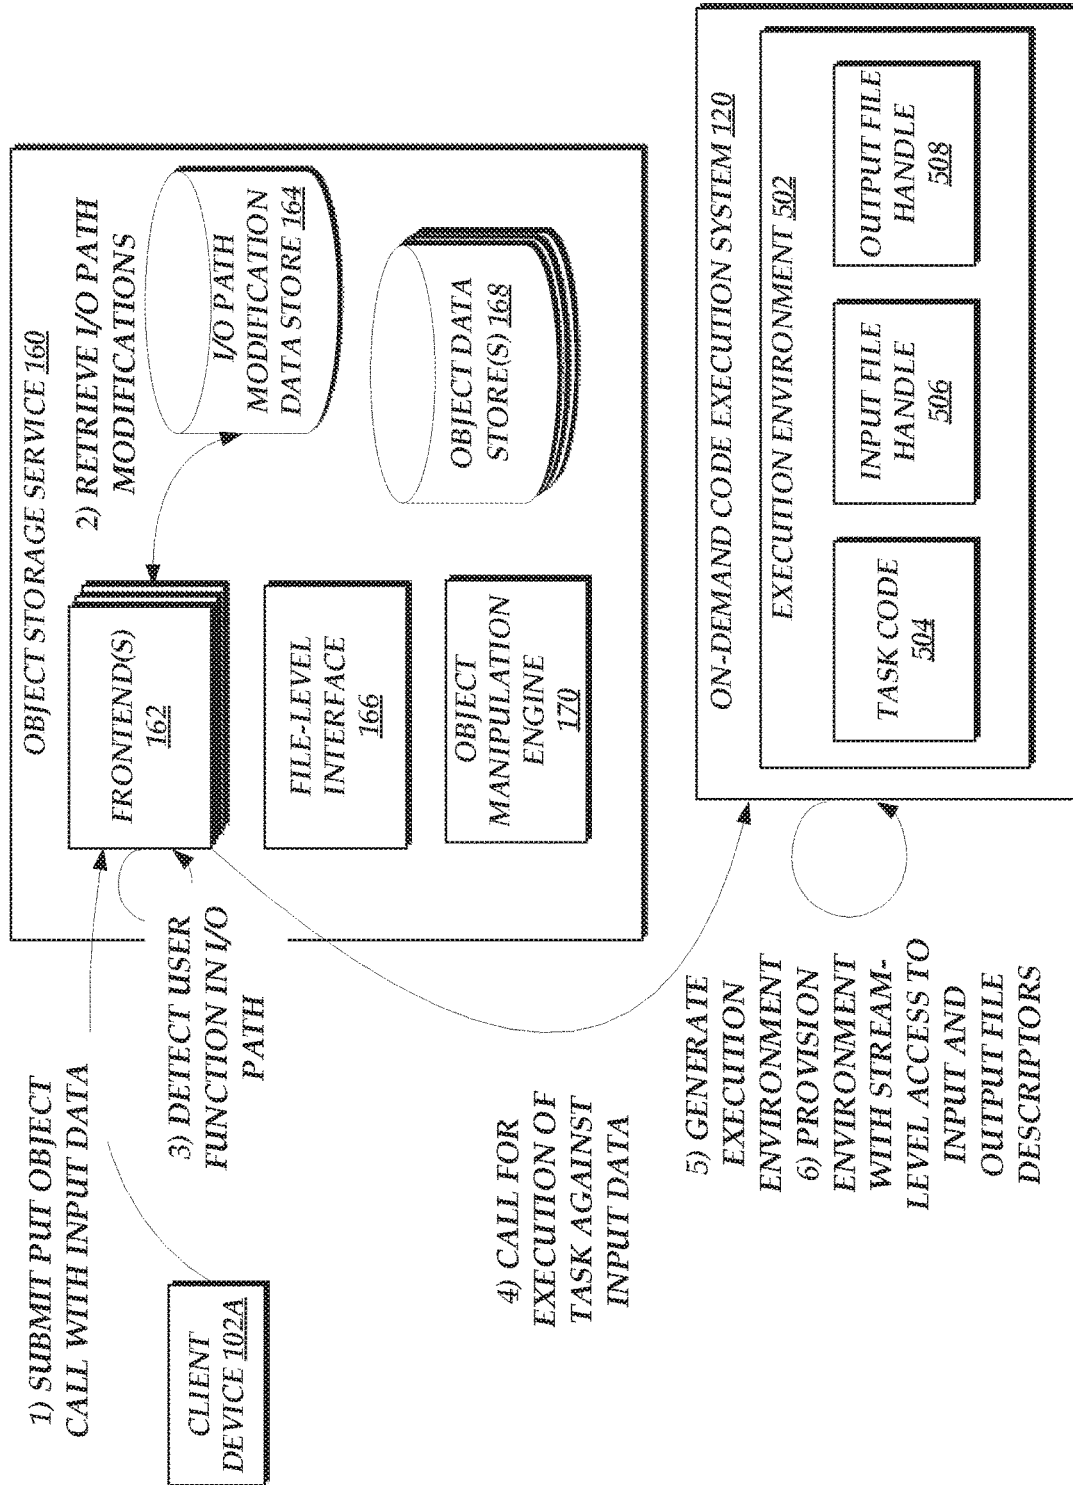 1) SUBMIT PUT OBJECT
CALL WITH INPUT DATA
CLIENT
DEVICE 102A
3) DETECT USER
FUNCTION IN I/O
PATH
4) CALL FOR
EXECUTION OF
TASK AGAINST
INPUT DATA
OBJECT STORAGE SERVICE 160
2) RETRIEVE I/O PATH
MODIFICATIONS
FRONTEND(S)
162
I/O PATH
MODIFICATION
DATA STORE 164
FILE-LEVEL
INTERFACE
166
OBJECT DATA
STORE(S) 168
OBJECT
MANIPULATION
ENGINE
170
5) GENERATE
EXECUTION
ENVIRONMENT
6) PROVISION
ENVIRONMENT
WITH STREAM-
LEVEL ACCESS TO
INPUT AND
OUTPUT FILE
DESCRIPTORS
ON-DEMAND CODE EXECUTION SYSTEM 120
EXECUTION ENVIRONMENT 502
TASK CODE
504
INPUT FILE
HANDLE
506
OUTPUT FILE
HANDLE
508